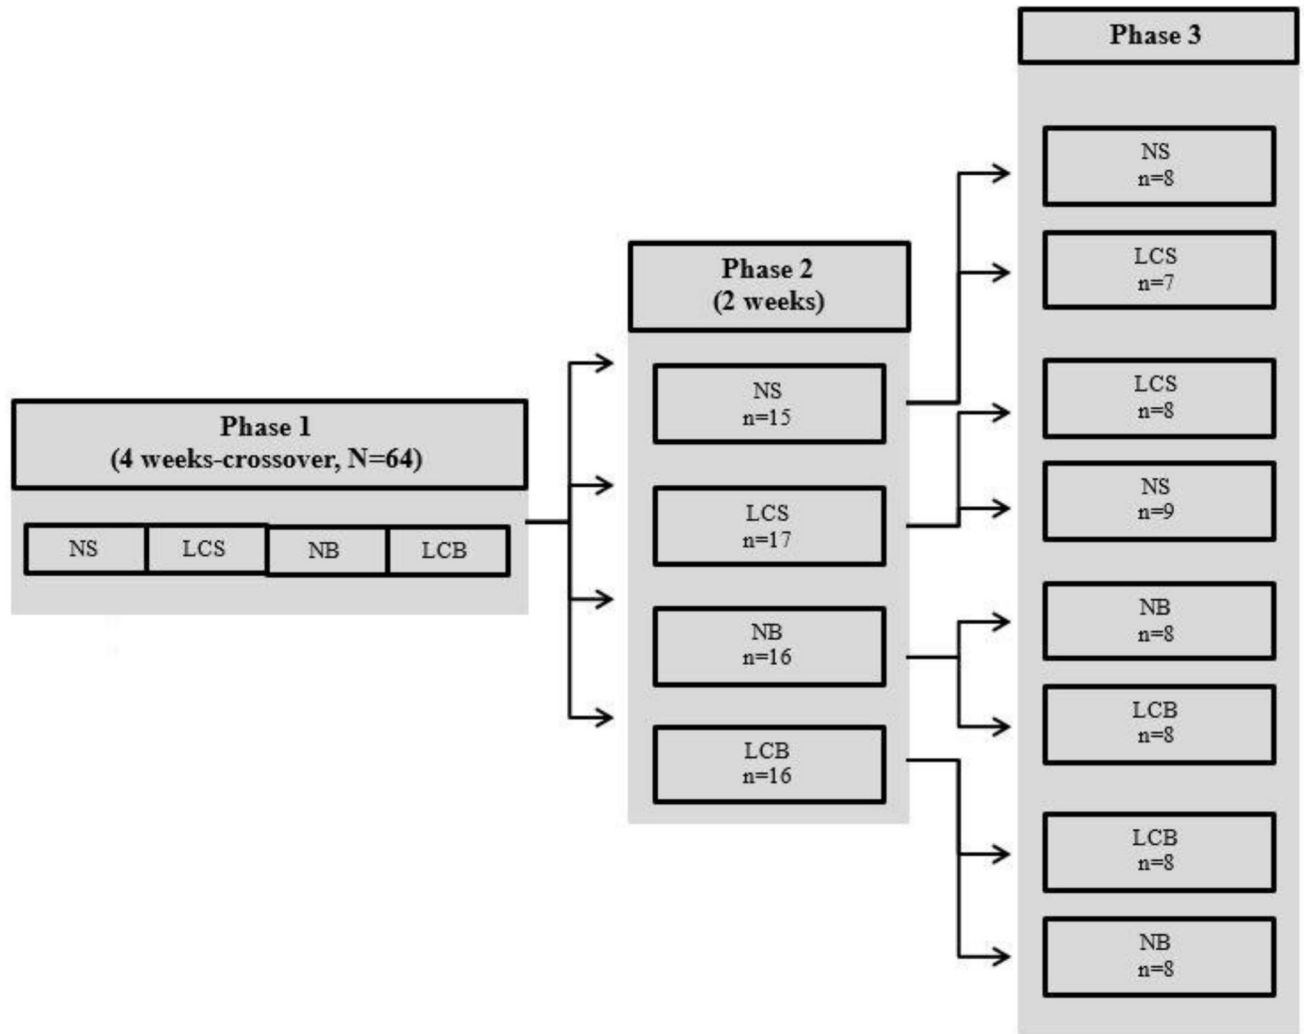 Phase 1
(4 weeks-crossover, N=64)
NS LCS NB LCB
Phase 2
(2 weeks)
NS
n=15
LCS
n=17
NB
n=16
LCB
n=16
Phase 3
NS
n=8
LCS
n=7
LCS
n=8
NS
n=9
NB
n=8
LCB
n=8
LCB
n=8
NB
n=8